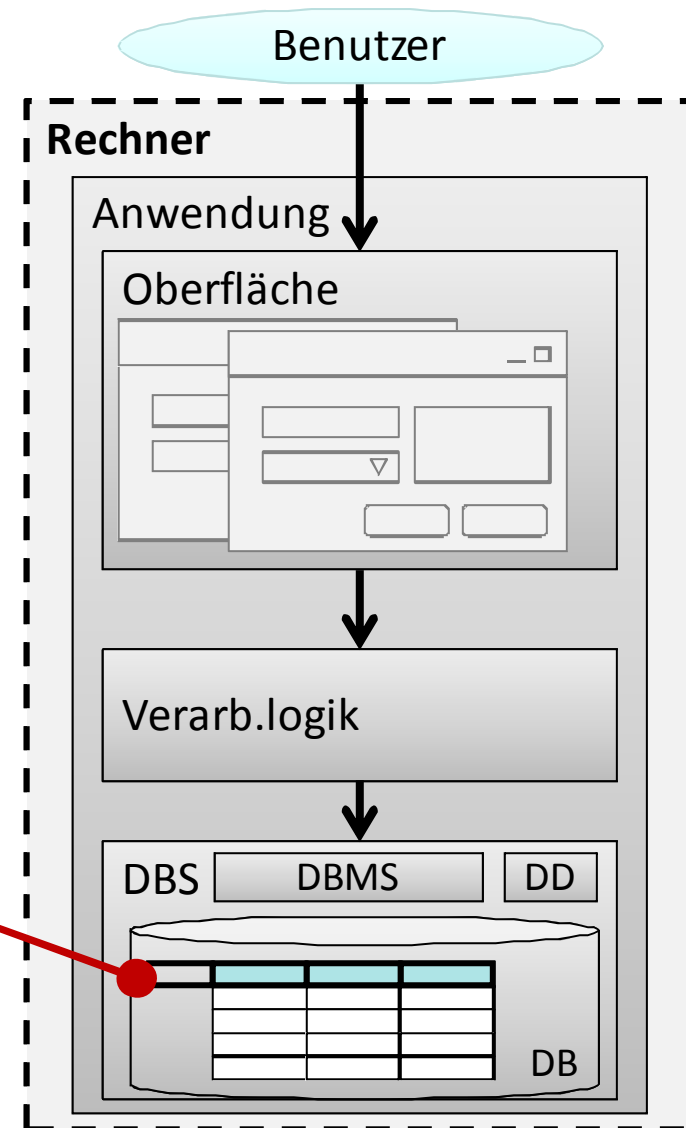 Benutzer
Rechner
Anwendung
Oberfläche
Verarb.logik
DBS
DBMS
DD
DB